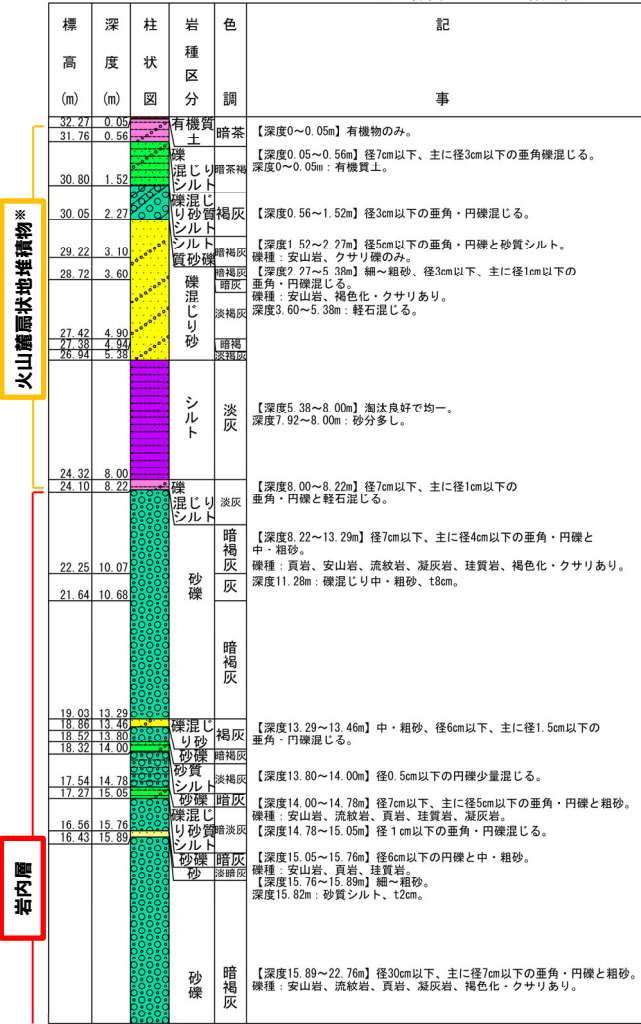 標高(m)
深度(m)
柱状図
岩種区分
色調
記事
火山麓扇状地堆積物※
岩内層
32.27 0.05
31.76 0.56
30.80 1.52
30.05 2.27
29.22 3.10
28.72 3.60
27.42 4.90
27.38 4.94
26.94 5.38
24.32 8.00
24.10 8.22
22.25 10.07
21.64 10.68
19.03 13.29
18.86 13.46
18.52 13.80
18.32 14.00
17.54 14.78
17.27 15.05
16.56 15.76
16.43 15.89
有機質
土
礫
混じり
シルト
礫混じ
り砂質
シルト
シルト
質砂礫
礫混じり砂
シルト
礫
混じり
シルト
砂礫
礫混じ
り砂
砂礫
砂質
シルト
砂礫
礫混じ
り砂質
シルト
砂礫
砂
砂礫
暗茶
暗茶褐
褐灰
暗褐灰
暗褐灰
暗灰
淡褐灰
暗褐
淡褐灰
淡灰
淡灰
暗褐灰
灰
暗褐灰
褐灰
暗褐灰
淡褐灰
暗灰
暗淡灰
暗灰
淡暗灰
暗褐灰
【深度0～0.05m】有機物のみ。
【深度0.05～0.56m】径7cm以下、主に径3cm以下の亜角礫混じる。
深度0～0.05m：有機質土。
【深度0.56～1.52m】径3cm以下の亜角・円礫混じる。
【深度1.52～2.27m】径5cm以下の亜角・円礫と砂質シルト。
礫種：安山岩、クサリ礫のみ。
【深度2.27～5.38m】細～粗砂、径3cm以下、主に径1cm以下の
亜角・円礫混じる。
礫種：安山岩、褐色化・クサリあり。
深度3.60～5.38m：軽石混じる。
【深度5.38～8.00m】淘汰良好で均一。
深度7.92～8.00m：砂分多し。
【深度8.00～8.22m】径7cm以下、主に径1cm以下の
亜角・円礫と軽石混じる。
【深度8.22～13.29m】径7cm以下、主に径4cm以下の亜角・円礫と
中・粗砂。
礫種：頁岩、安山岩、流紋岩、凝灰岩、珪質岩、褐色化・クサリあり。
深度11.28m：礫混じり中・粗砂、t8cm。
【深度13.29～13.46m】中・粗砂、径6cm以下、主に径1.5cm以下の
亜角・円礫混じる。
【深度13.80～14.00m】径0.5cm以下の円礫少量混じる。
【深度14.00～14.78m】径7cm以下、主に径5cm以下の亜角・円礫と粗砂。
礫種：安山岩、流紋岩、頁岩、珪質岩、凝灰岩。
【深度14.78～15.05m】径１cm以下の亜角・円礫混じる。
【深度15.05～15.76m】径6cm以下の円礫と中・粗砂。
礫種：安山岩、頁岩、珪質岩。
【深度15.76～15.89m】細～粗砂。
深度15.82m：砂質シルト、t2cm。
【深度15.89～22.76m】径30cm以下、主に径7cm以下の亜角・円礫と粗砂。
礫種：安山岩、流紋岩、頁岩、凝灰岩、褐色化・クサリあり。